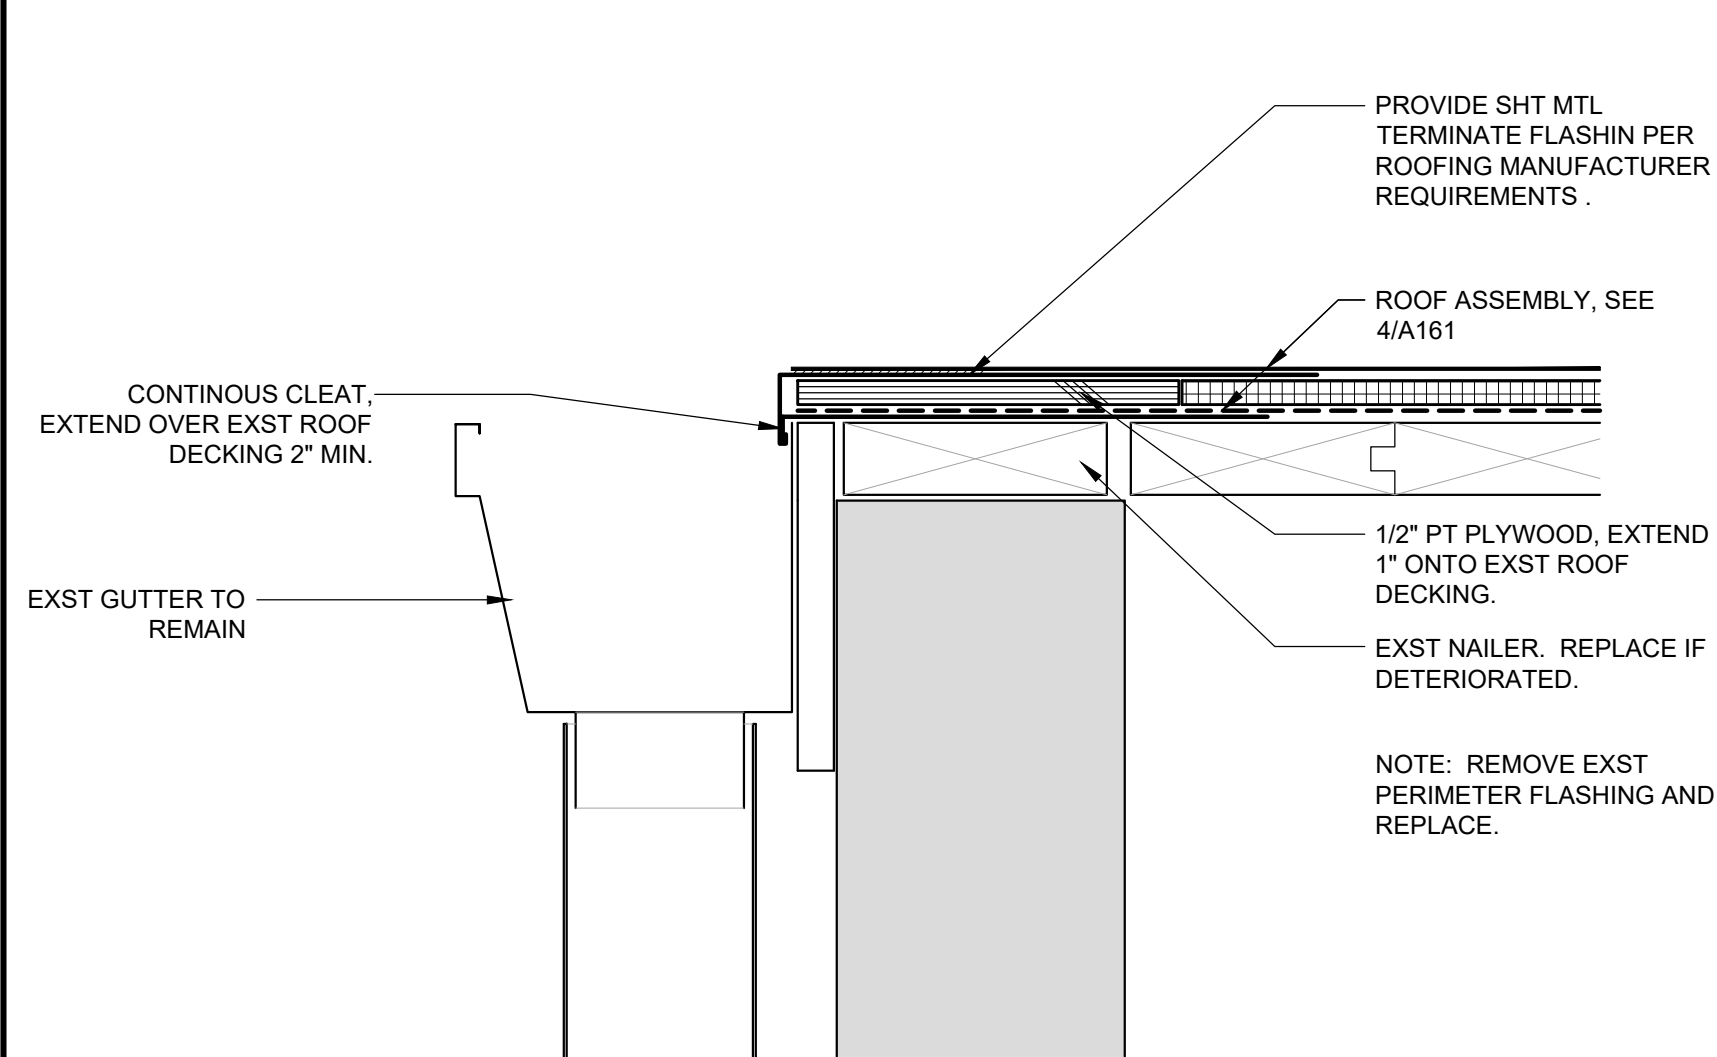 PROVIDE SHT MTL
TERMINATE FLASHIN PER
ROOFING MANUFACTURER
REQUIREMENTS .
ROOF ASSEMBLY, SEE
4/A161
CONTINOUS CLEAT,
EXTEND OVER EXST ROOF
DECKING 2" MIN.
1/2" PT PLYWOOD, EXTEND
1" ONTO EXST ROOF
DECKING.
EXST GUTTER TO
REMAIN
EXST NAILER.  REPLACE IF
DETERIORATED.
NOTE:  REMOVE EXST
PERIMETER FLASHING AND
REPLACE.